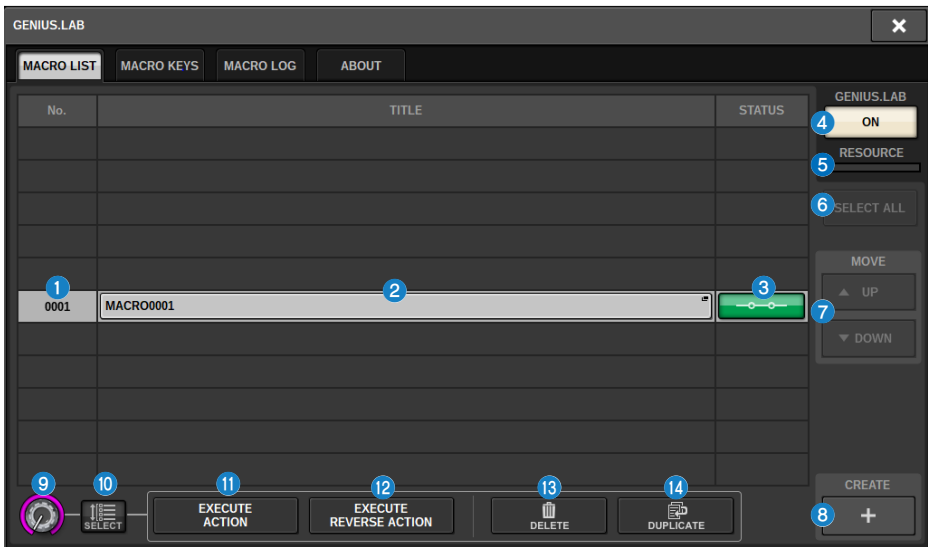 GENIUS.LAB
MACRO LIST MACRO KEYS MACRO LOG ABOUT
No. TITLE STATUS
GENIUS.LAB
4 ON
RESOURCE
5
6 SELECT ALL
MOVE
1 2 3
▲ UP
0001 MACRO0001
7
▼ DOWN
9 10 11 12 13 14
CREATE
SELECT
EXECUTE
ACTION
EXECUTE
REVERSE ACTION
DELETE
DUPLICATE
8 +